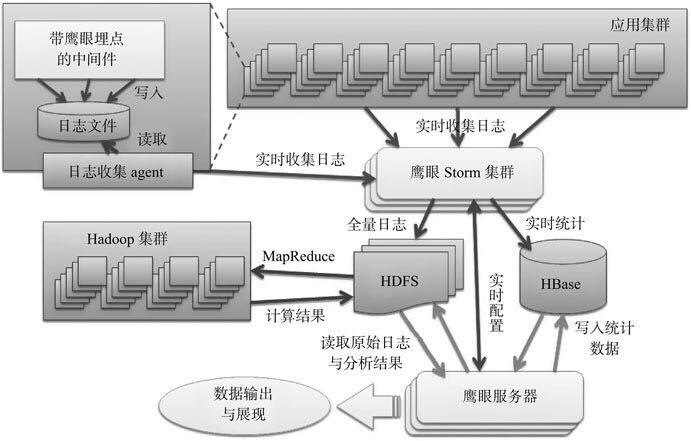 带鹰眼埋点
的中间件
写入
日志文件
读取
日志收集 agent
应用集群
实时收集日志
实时收集日志
鹰眼 Storm 集群
全量日志
实时统计
Hadoop 集群
MapReduce
计算结果
HDFS
实时配置
HBase
读取原始日志
与分析结果
写入统计
数据
鹰眼服务器
数据输出
与展现